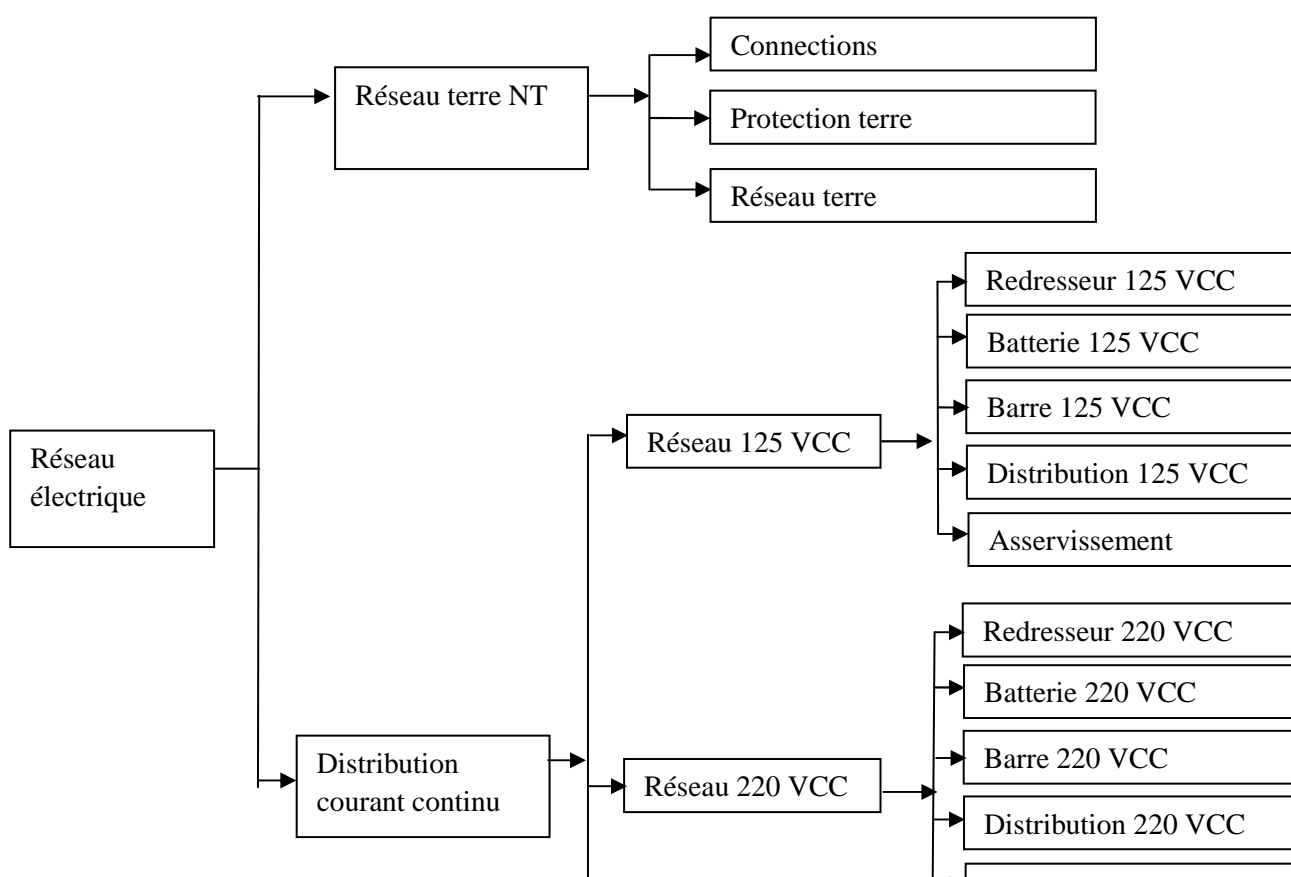 Connections
Réseau terre NT
Protection terre
Réseau terre
Redresseur 125 VCC
Batterie 125 VCC
Barre 125 VCC
Réseau 125 VCC
Réseau
électrique
Distribution 125 VCC
Asservissement
Redresseur 220 VCC
Batterie 220 VCC
Distribution
courant continu
Réseau 220 VCC
Barre 220 VCC
Distribution 220 VCC